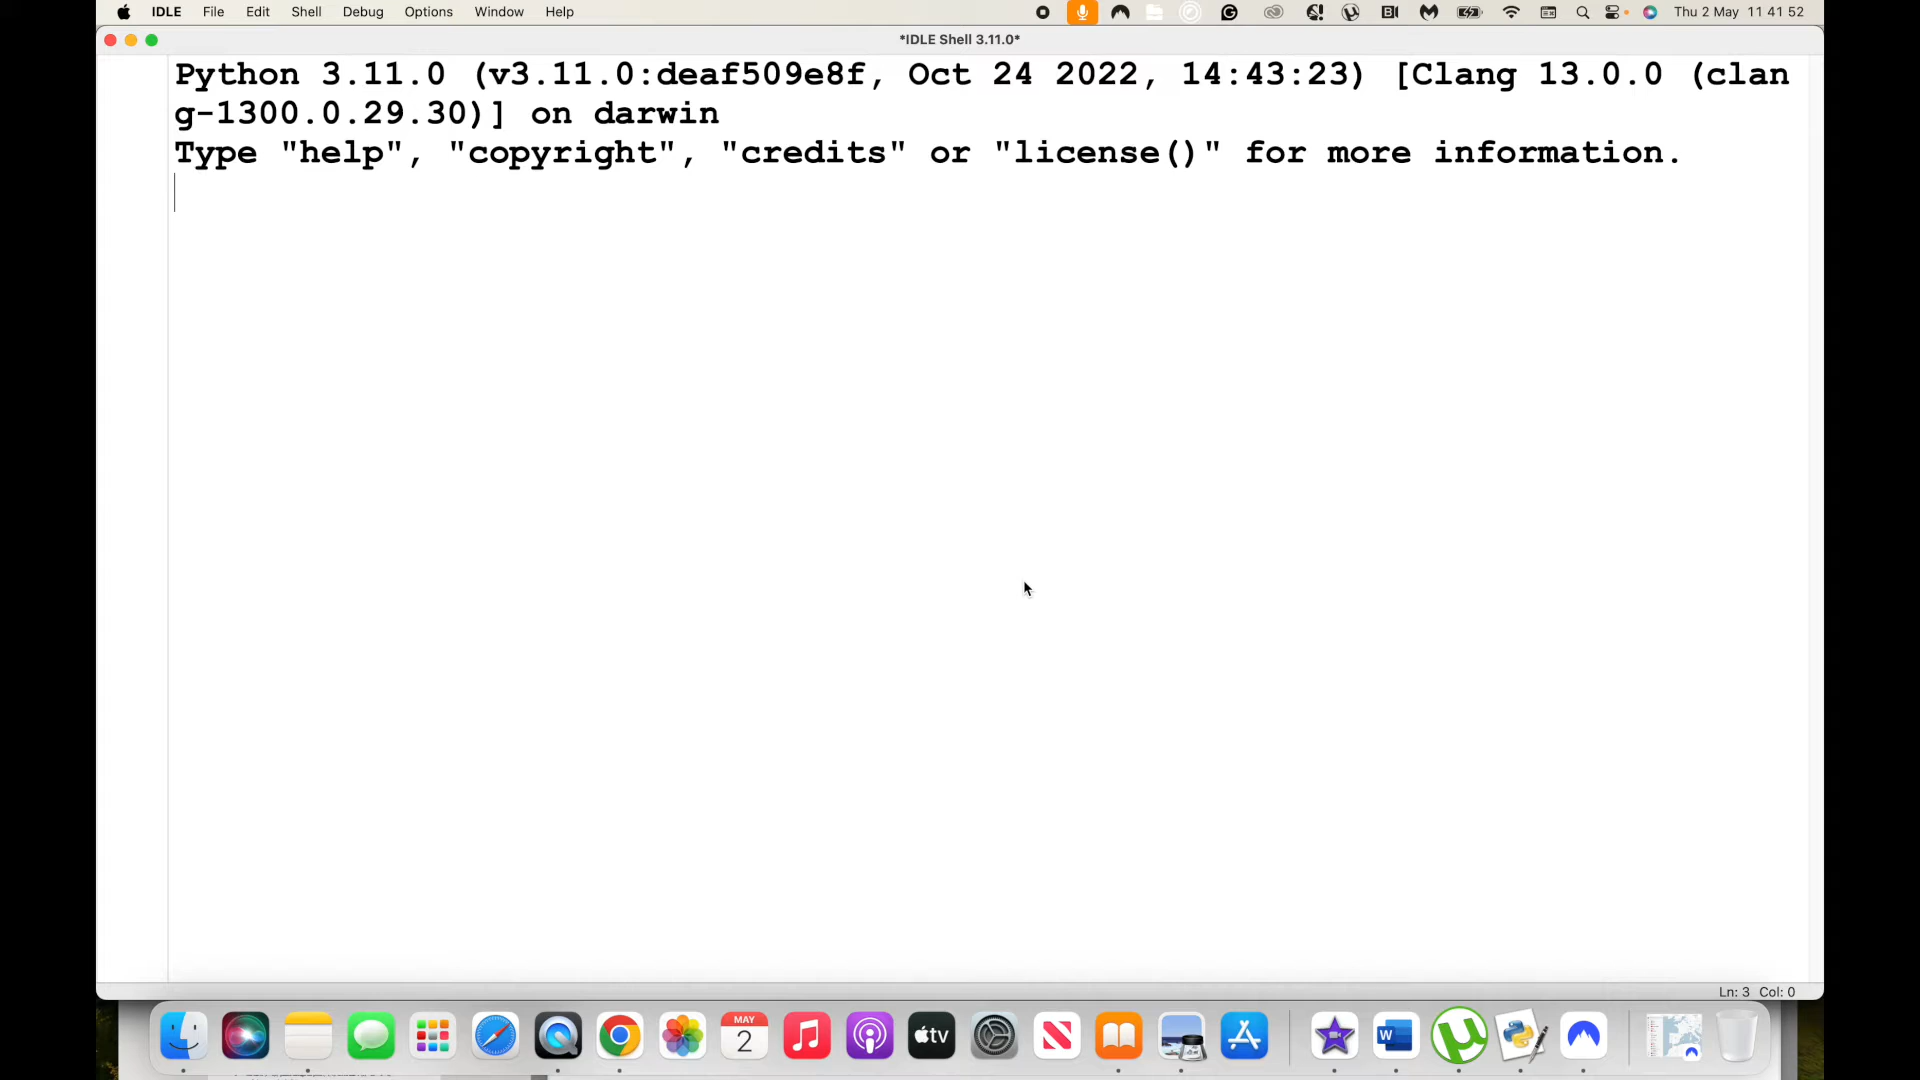 IDLE File Edit Shell Debug Options Window Help Thu 2 May 11 41 52
*IDLE Shell 3.11.0*
Python 3.11.0 (v3.11.0:deaf509e8f, Oct 24 2022, 14:43:23) [Clang 13.0.0 (clan
g-1300.0.29.30)] on darwin
Type "help", "copyright", "credits" or "license()" for more information.
Ln: 3 Col: 0
MAY
2
tv
W